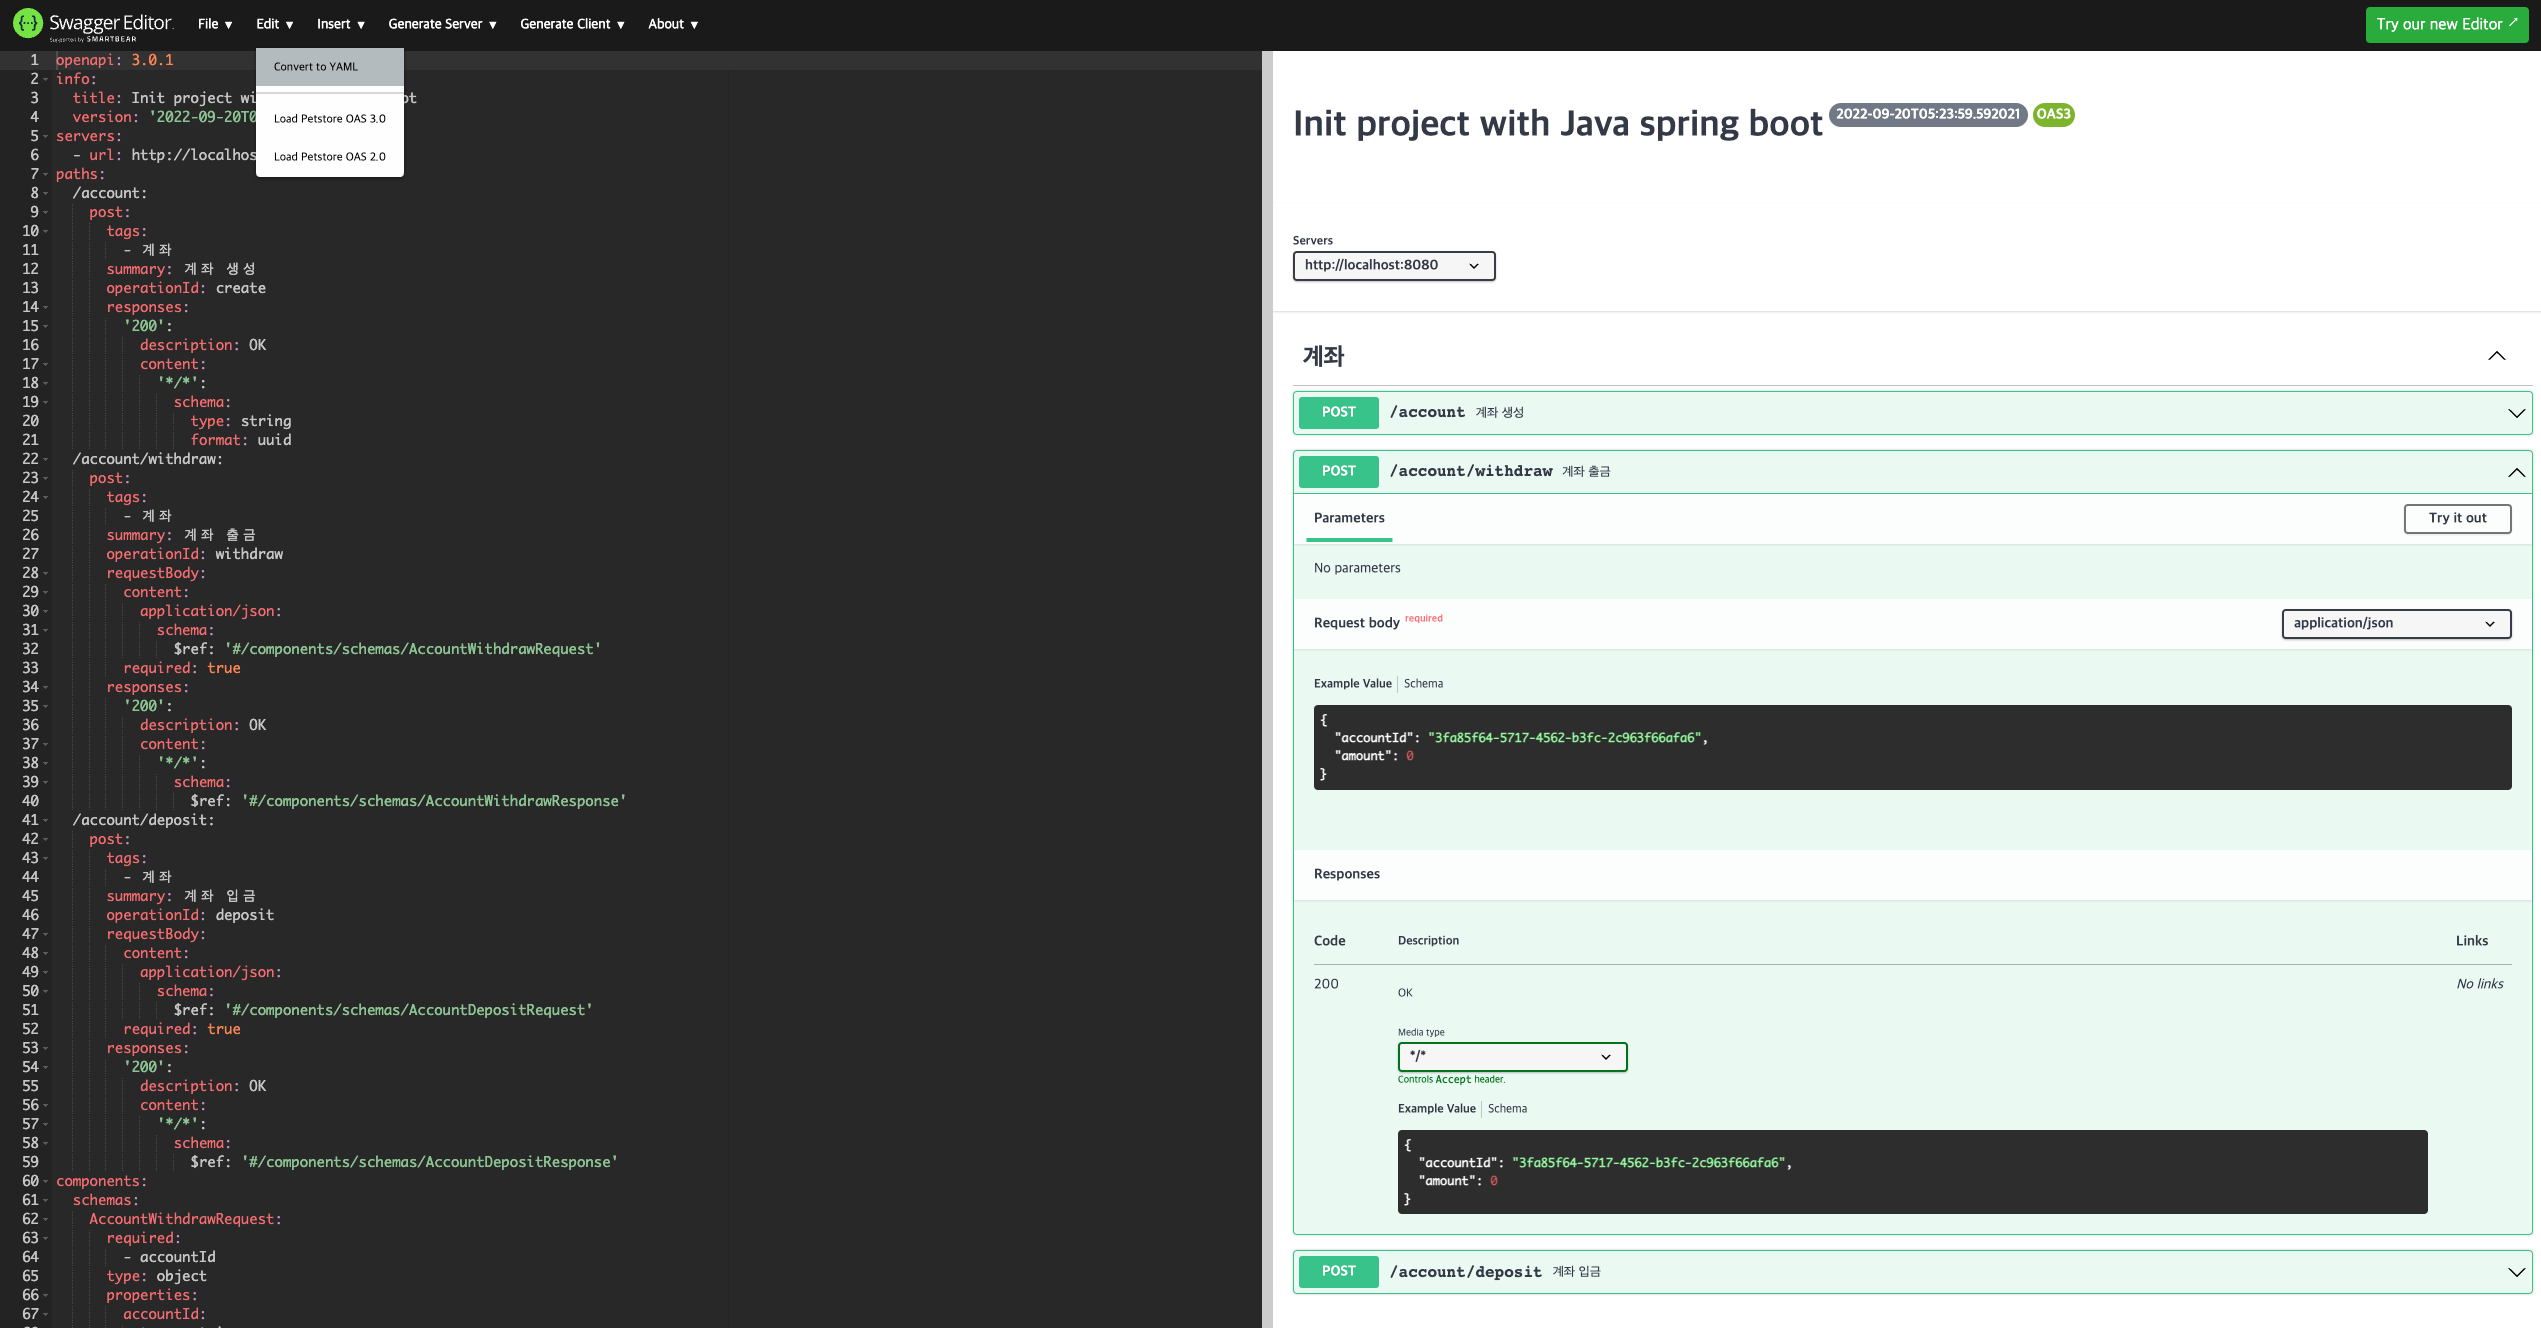 Swagger Editor.
Supported by SMARTBEAR
File ▾ Edit ▾ Insert ▾ Generate Server ▾ Generate Client ▾ About ▾
Try our new Editor ↗
Convert to YAML
Load Petstore OAS 3.0
Load Petstore OAS 2.0
1 openapi: 3.0.1
2 info:
3 title: Init project wi ot
4 version: '2022-09-20T0
5 servers:
6 - url: http://localhos
7 paths:
8 /account:
9 post:
10 tags:
11 - 계좌
12 summary: 계좌 생성
13 operationId: create
14 responses:
15 '200':
16 description: OK
17 content:
18 '*/*':
19 schema:
20 type: string
21 format: uuid
22 /account/withdraw:
23 post:
24 tags:
25 - 계좌
26 summary: 계좌 출금
27 operationId: withdraw
28 requestBody:
29 content:
30 application/json:
31 schema:
32 $ref: '#/components/schemas/AccountWithdrawRequest'
33 required: true
34 responses:
35 '200':
36 description: OK
37 content:
38 '*/*':
39 schema:
40 $ref: '#/components/schemas/AccountWithdrawResponse'
41 /account/deposit:
42 post:
43 tags:
44 - 계좌
45 summary: 계좌 입금
46 operationId: deposit
47 requestBody:
48 content:
49 application/json:
50 schema:
51 $ref: '#/components/schemas/AccountDepositRequest'
52 required: true
53 responses:
54 '200':
55 description: OK
56 content:
57 '*/*':
58 schema:
59 $ref: '#/components/schemas/AccountDepositResponse'
60 components:
61 schemas:
62 AccountWithdrawRequest:
63 required:
64 - accountId
65 type: object
66 properties:
67 accountId:
Init project with Java spring boot 2022-09-20T05:23:59.592021 OAS3
Servers
http://localhost:8080
계좌
POST /account 계좌 생성
POST /account/withdraw 계좌 출금
Parameters
Try it out
No parameters
Request body required
application/json
Example Value | Schema
{
"accountId": "3fa85f64-5717-4562-b3fc-2c963f66afa6",
"amount": 0
}
Responses
Code Description Links
200 OK No links
Media type
*/*
Controls Accept header.
Example Value | Schema
{
"accountId": "3fa85f64-5717-4562-b3fc-2c963f66afa6",
"amount": 0
}
POST /account/deposit 계좌 입금